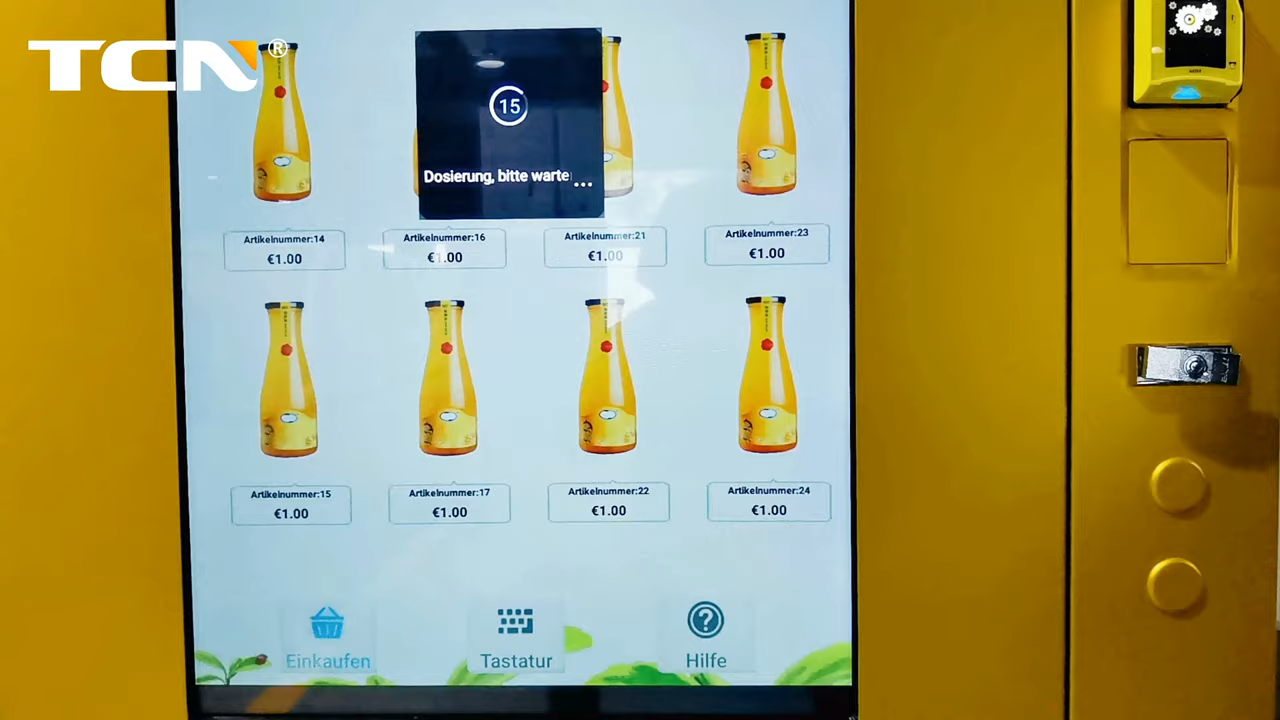 TCN®
15
Dosierung, bitte warte
...
Artikelnummer:14
€1.00
Artikelnummer:16
€1.00
Artikelnummer:21
€1.00
Artikelnummer:23
€1.00
Artikelnummer:15
€1.00
Artikelnummer:17
€1.00
Artikelnummer:22
€1.00
Artikelnummer:24
€1.00
Einkaufen
Tastatur
Hilfe